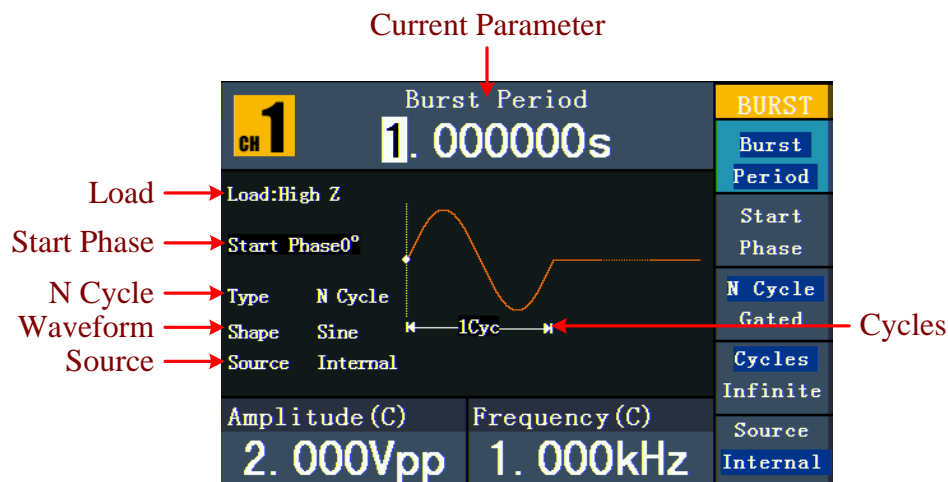 Current Parameter
CH 1
Burst Period
1.000000s
BURST
Burst
Period
Load
Load:High Z
Start
Phase
Start Phase
Start Phase0°
N Cycle
Type N Cycle
N Cycle
Gated
Waveform
Shape Sine
1Cyc
Cycles
Source
Source Internal
Cycles
Infinite
Amplitude(C)
2.000Vpp
Frequency(C)
1.000kHz
Source
Internal